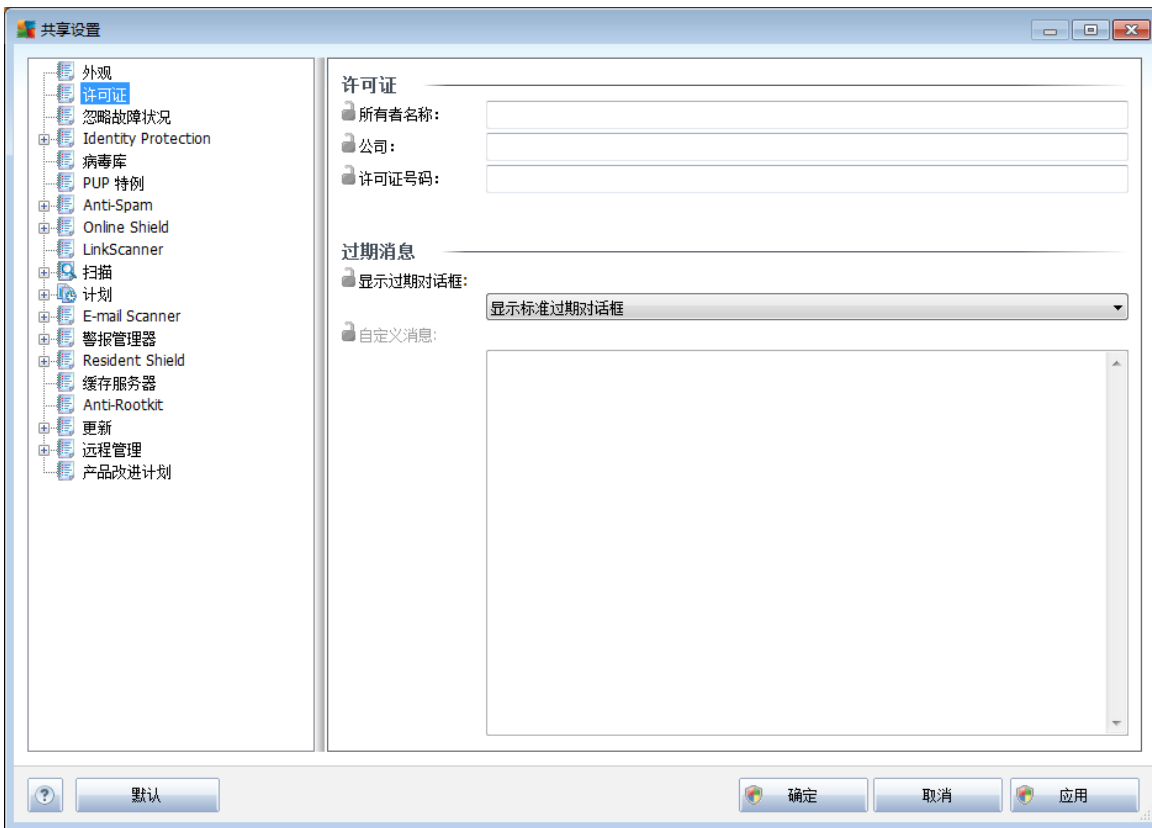 共享设置
外观
许可证
忽略故障状况
Identity Protection
病毒库
PUP 特例
Anti-Spam
Online Shield
LinkScanner
扫描
计划
E-mail Scanner
警报管理器
Resident Shield
缓存服务器
Anti-Rootkit
更新
远程管理
产品改进计划
许可证
所有者名称:
公司:
许可证号码:
过期消息
显示过期对话框:
显示标准过期对话框
自定义消息:
?
默认
确定
取消
应用